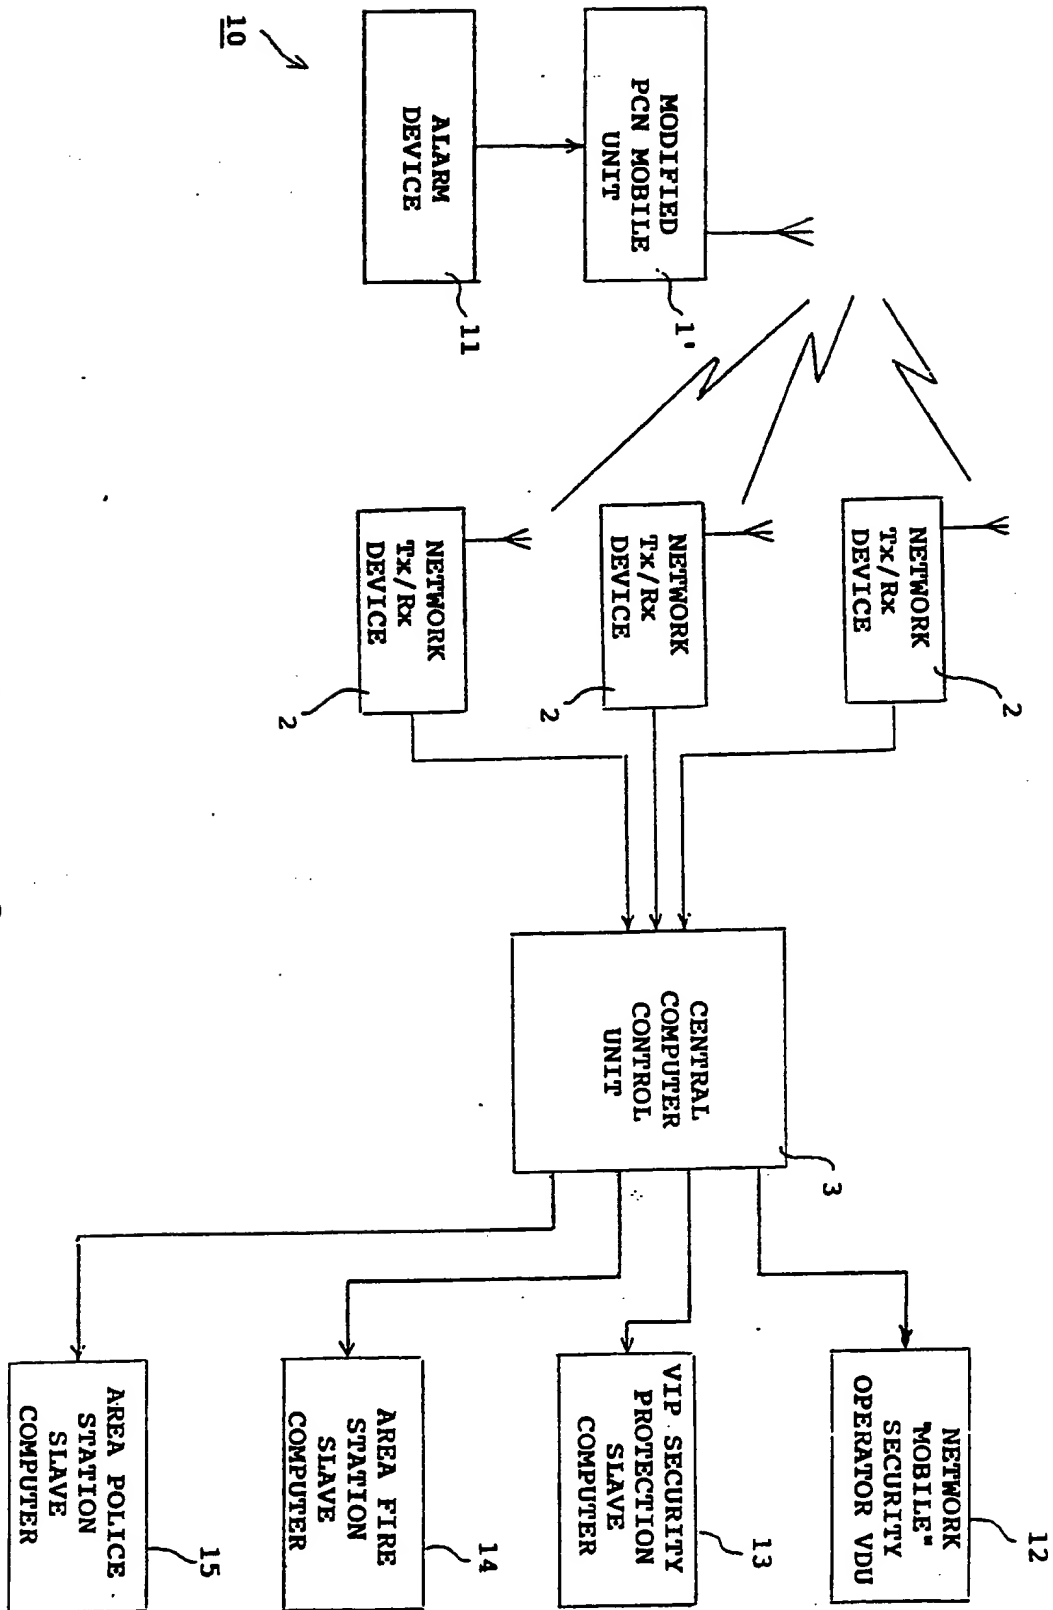 10
ALARM
DEVICE
11
MODIFIED
PCN MOBILE
UNIT
1'
NETWORK
Tx/Rx
DEVICE
2
NETWORK
Tx/Rx
DEVICE
2
NETWORK
Tx/Rx
DEVICE
2
CENTRAL
COMPUTER
CONTROL
UNIT
3
NETWORK
"MOBILE"
SECURITY
OPERATOR VDU
12
VIP SECURITY
PROTECTION
SLAVE
COMPUTER
13
AREA FIRE
STATION
SLAVE
COMPUTER
14
AREA POLICE
STATION
SLAVE
COMPUTER
15